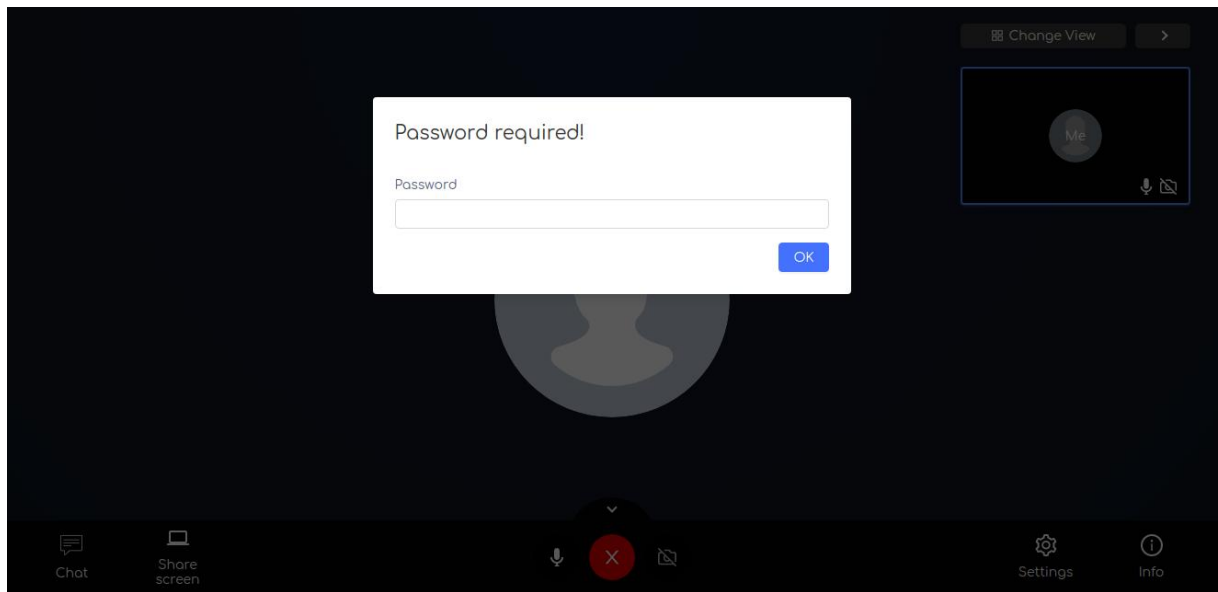 Change View
Me
Password required!
Password
OK
Chat
Share
screen
X
Settings
Info